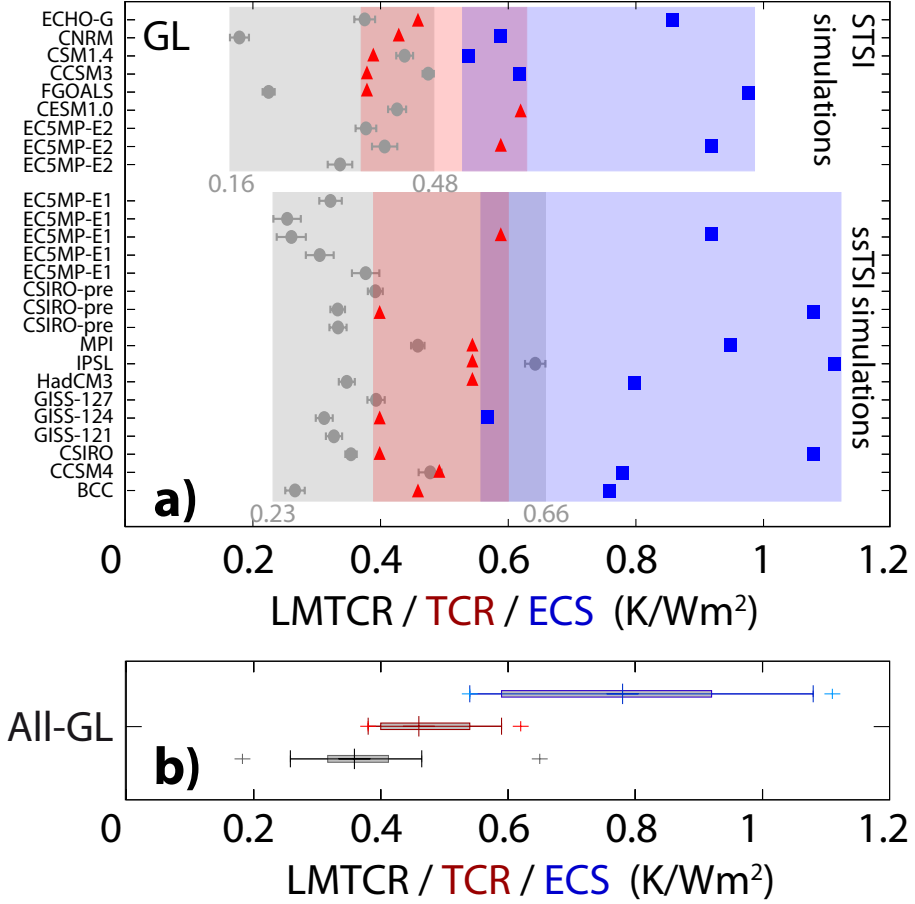 GL
STSI
simulations
ECHO-G
CNRM
CSM1.4
CCSM3
FGOALS
CESM1.0
EC5MP-E2
EC5MP-E2
EC5MP-E2
0.16
0.48
ssTSI simulations
EC5MP-E1
EC5MP-E1
EC5MP-E1
EC5MP-E1
EC5MP-E1
CSIRO-pre
CSIRO-pre
CSIRO-pre
MPI
IPSL
HadCM3
GISS-127
GISS-124
GISS-121
CSIRO
CCSM4
BCC
a)
0.23
0.66
0 0.2 0.4 0.6 0.8 1 1.2
LMTCR / TCR / ECS (K/Wm²)
All-GL
b)
0 0.2 0.4 0.6 0.8 1 1.2
LMTCR / TCR / ECS (K/Wm²)